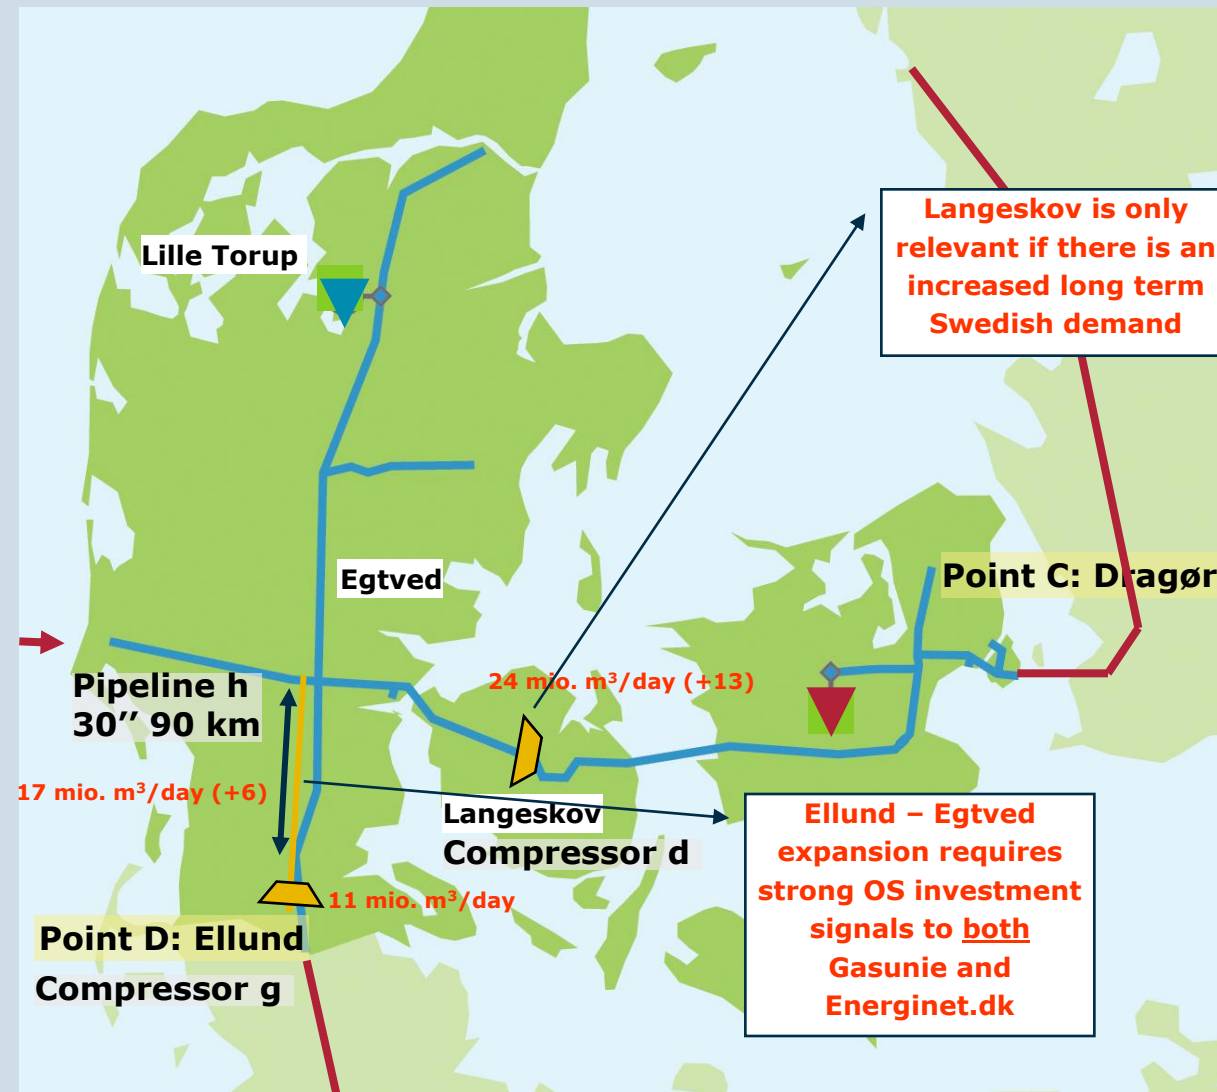 Langeskov is only
relevant if there is an
increased long term
Swedish demand
Lille Torup
Egtved
Point C: Dragør
24 mio. m³/day (+13)
Pipeline h
30’’ 90 km
17 mio. m³/day (+6)
Langeskov
Compressor d
Ellund – Egtved
expansion requires
strong OS investment
signals to both
Gasunie and
Energinet.dk
11 mio. m³/day
Point D: Ellund
Compressor g